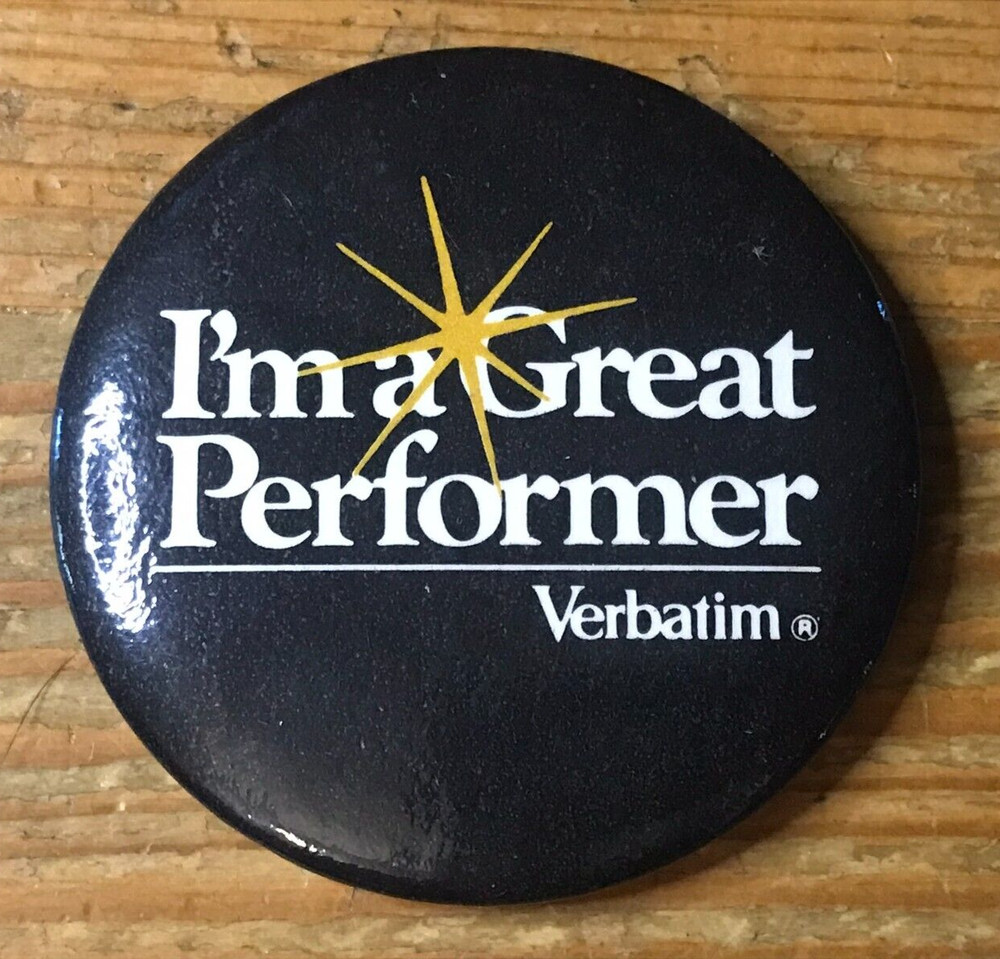 I'm a Great
Performer
Verbatim ®